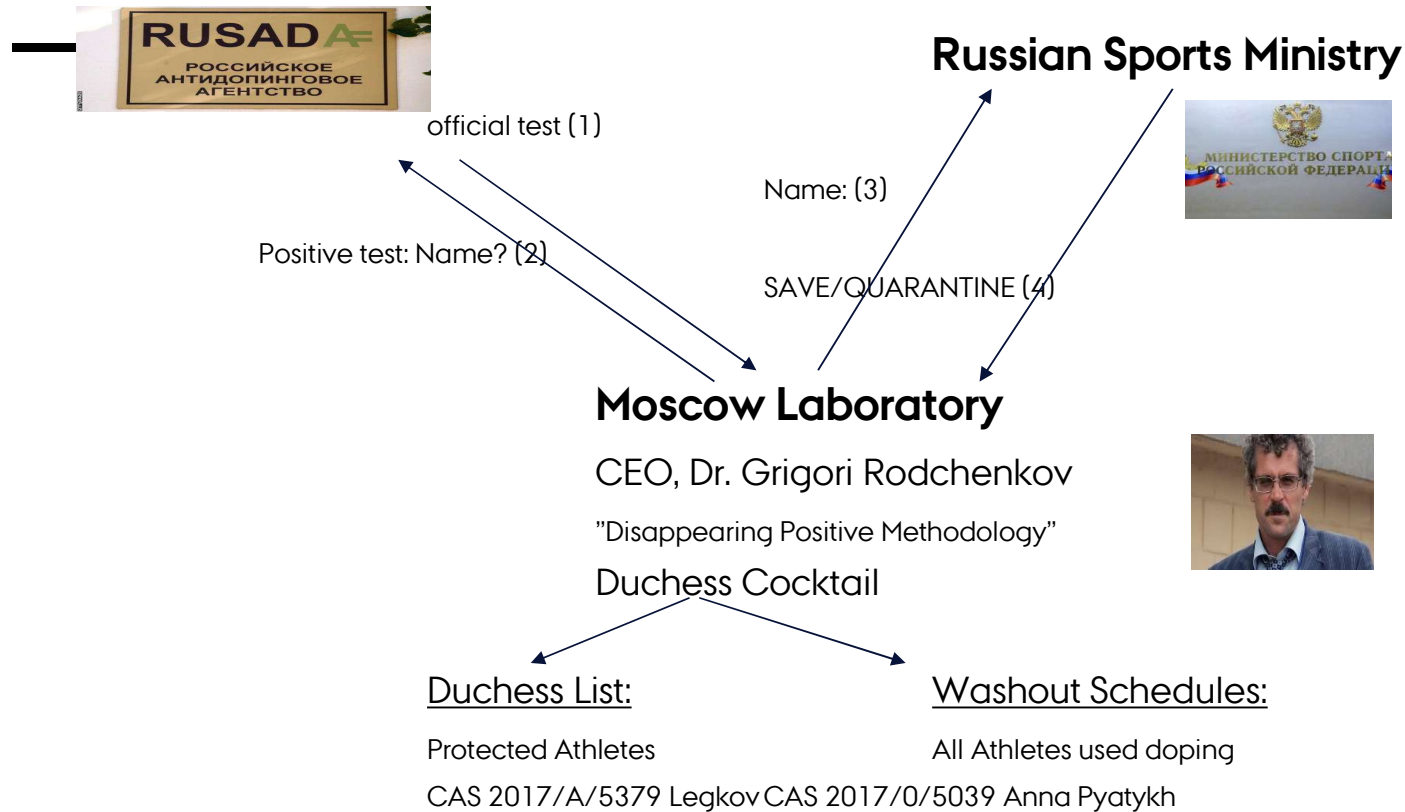 RUSADA
РОССИЙСКОЕ
АНТИДОПИНГОВОЕ
АГЕНТСТВО
Russian Sports Ministry
official test (1)
МИНИСТЕРСТВО СПОРТА
РОССИЙСКОЙ ФЕДЕРАЦИ
Name: (3)
Positive test: Name? (2)
SAVE/QUARANTINE (4)
Moscow Laboratory
CEO, Dr. Grigori Rodchenkov
”Disappearing Positive Methodology”
Duchess Cocktail
Duchess List:
Washout Schedules:
Protected Athletes
All Athletes used doping
CAS 2017/A/5379 Legkov
CAS 2017/0/5039 Anna Pyatykh